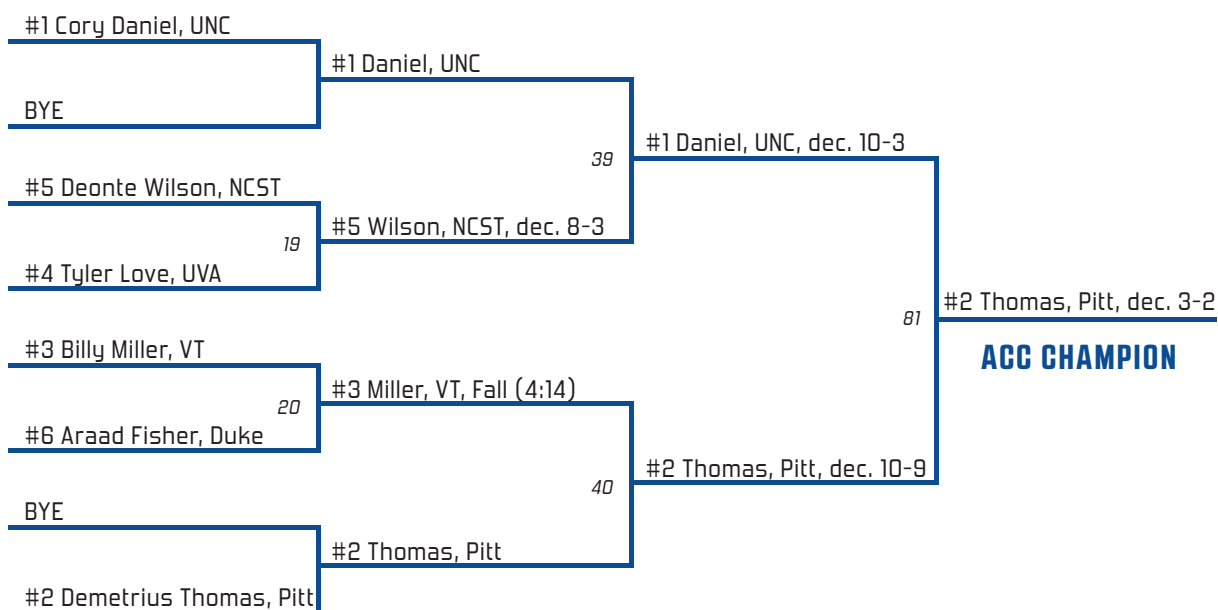 #1 Cory Daniel, UNC
#1 Daniel, UNC
BYE
39
#1 Daniel, UNC, dec. 10-3
#5 Deonte Wilson, NCST
19
#5 Wilson, NCST, dec. 8-3
#4 Tyler Love, UVA
81
#2 Thomas, Pitt, dec. 3-2
ACC CHAMPION
#3 Billy Miller, VT
20
#3 Miller, VT, Fall (4:14)
#6 Araad Fisher, Duke
40
#2 Thomas, Pitt, dec. 10-9
BYE
#2 Thomas, Pitt
#2 Demetrius Thomas, Pitt